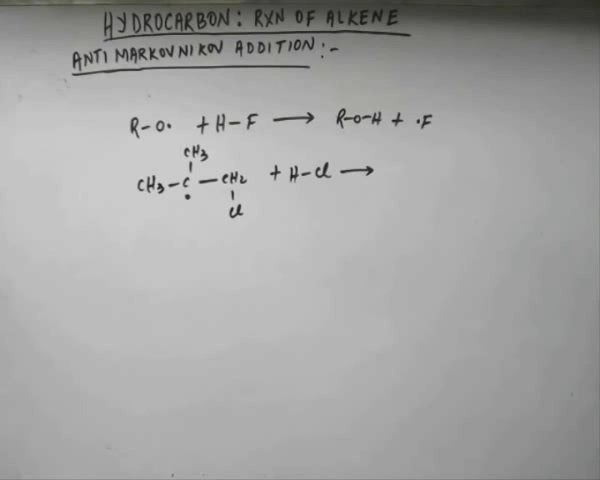 HYDROCARBON: RXN OF ALKENE
ANTI MARKOVNIKOV ADDITION :-
R-O· + H-F → R-O-H + ·F
CH3
CH3-C-CH2 + H-Cl →
· Cl